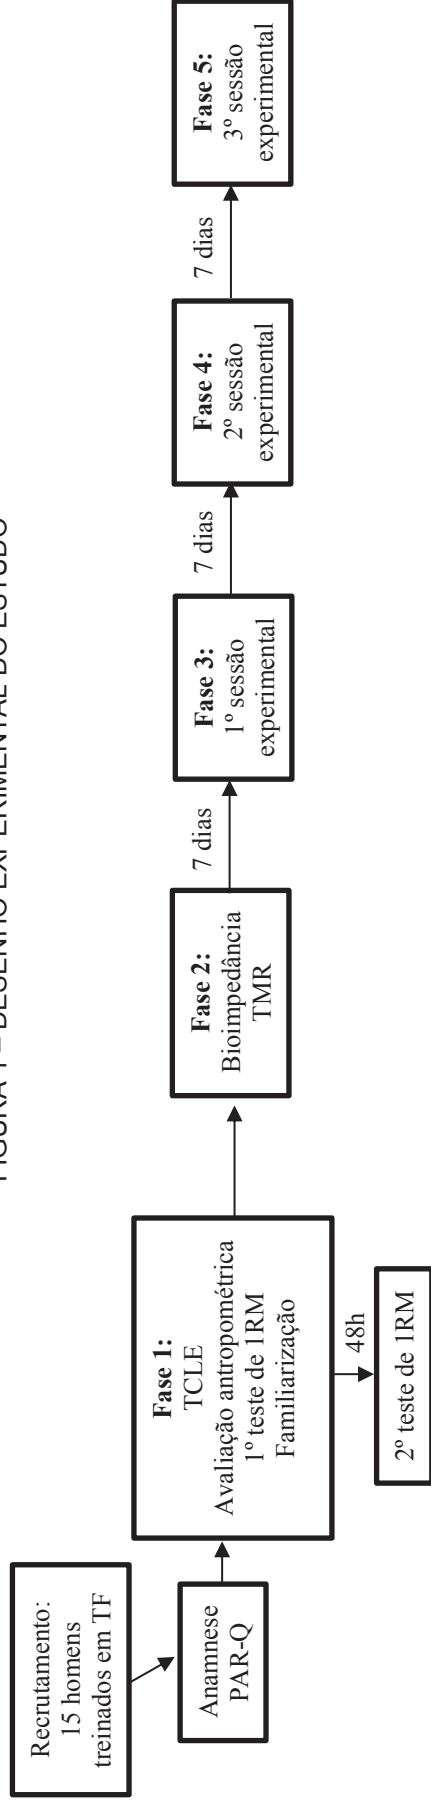 FIGURA 1 – DESENHO EXPERIMENTAL DO ESTUDO
Recrutamento:
15 homens
treinados em TF
Anamnese
PAR-Q
Fase 1:
TCLE
Avaliação antropométrica
1º teste de 1RM
Familiarização
48h
2º teste de 1RM
Fase 2:
Bioimpedância
TMR
7 dias
Fase 3:
1º sessão
experimental
7 dias
Fase 4:
2º sessão
experimental
7 dias
Fase 5:
3º sessão
experimental